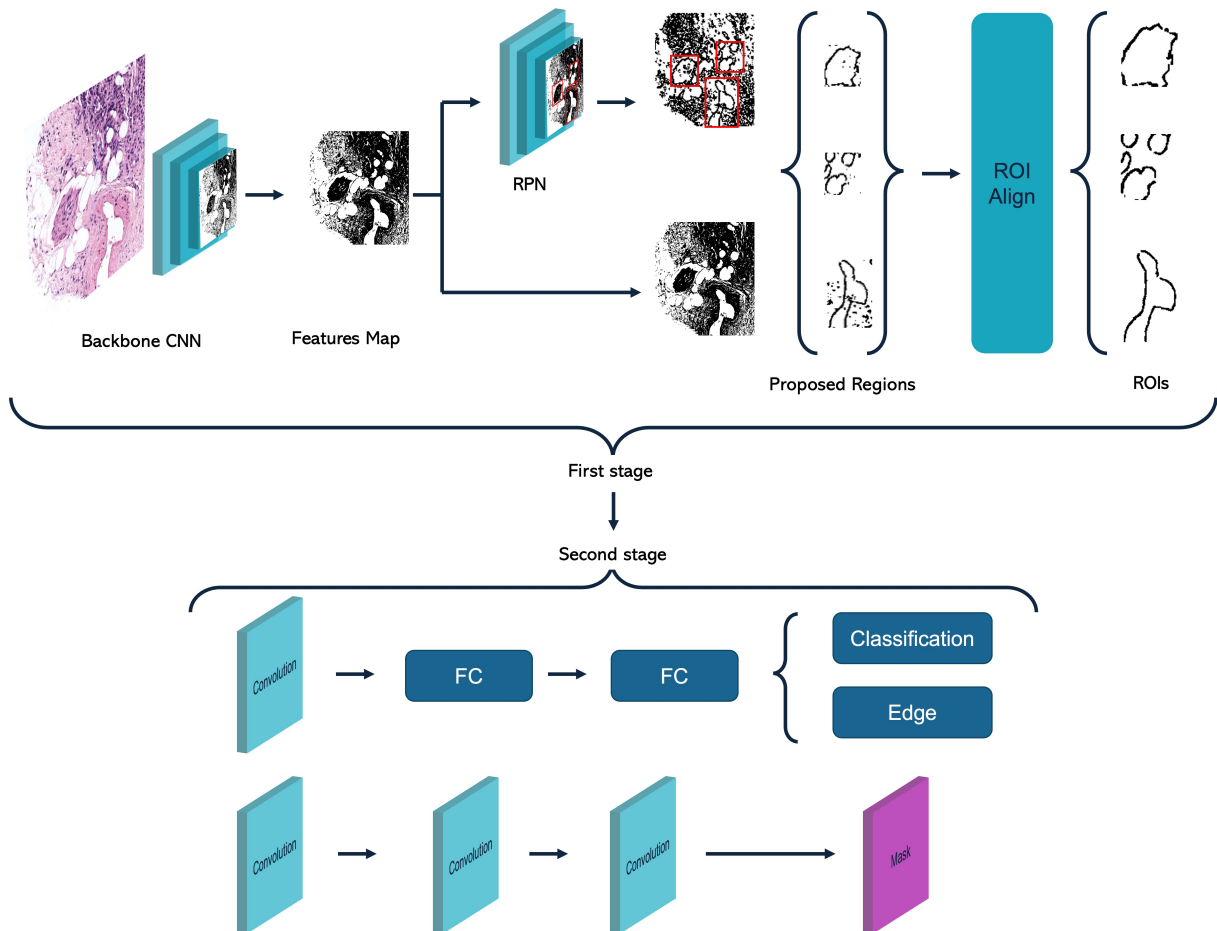 RPN
ROI
Align
Backbone CNN
Features Map
Proposed Regions
ROIs
First stage
Second stage
Convolution
FC
FC
Classification
Edge
Convolution
Convolution
Convolution
Mask